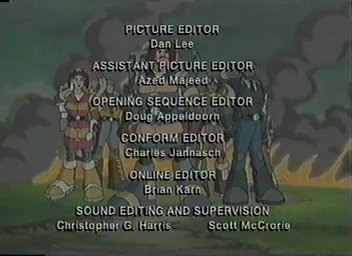 PICTURE EDITOR
Dan Lee
ASSISTANT PICTURE EDITOR
Azed Majeed
OPENING SEQUENCE EDITOR
Doug Appeldoorn
CONFORM EDITOR
Charles Jannasch
ONLINE EDITOR
Brian Karn
SOUND EDITING AND SUPERVISION
Christopher G. Harris Scott McCrorie